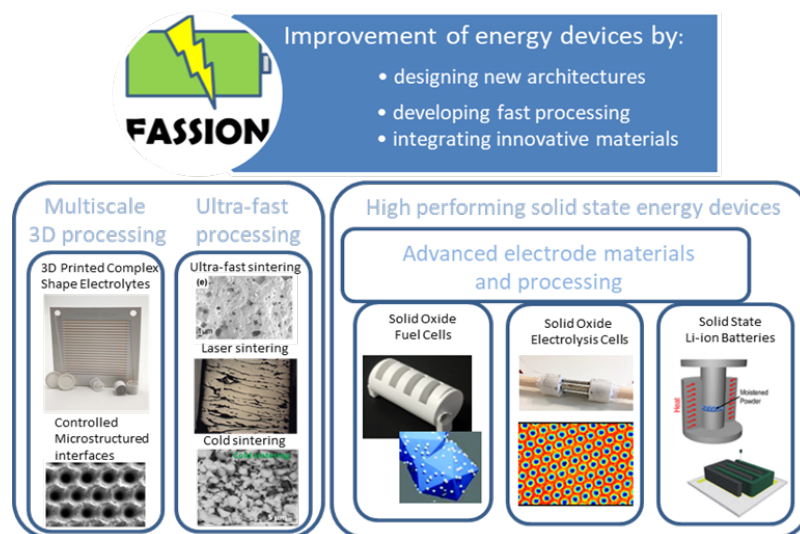 FASSION
Improvement of energy devices by:
• designing new architectures
• developing fast processing
• integrating innovative materials
Multiscale
3D processing
3D Printed Complex
Shape Electrolytes
Controlled
Microstructured
interfaces
Ultra-fast
processing
Ultra-fast sintering
(e)
1μm
Laser sintering
Cold sintering
High performing solid state energy devices
Advanced electrode materials
and processing
Solid Oxide
Fuel Cells
Solid Oxide
Electrolysis Cells
Solid State
Li-ion Batteries
Heat
Moistened
Powder